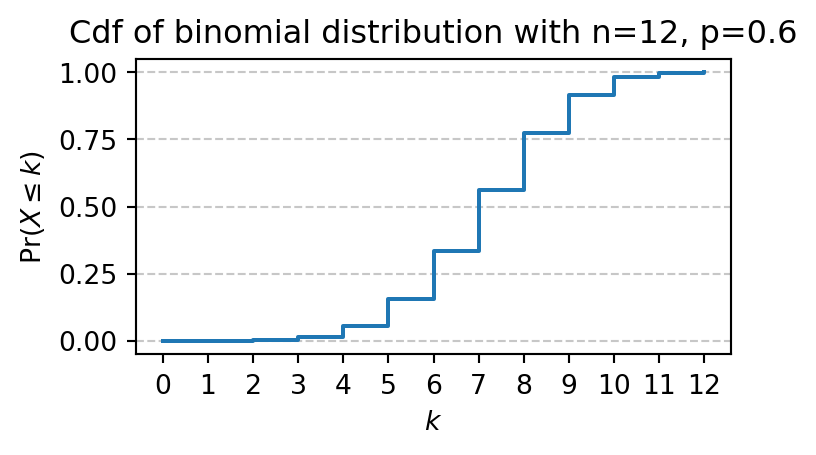 Cdf of binomial distribution with n=12, p=0.6
1.00
0.75
0.50
0.25
0.00
Pr(X ≤ k)
0 1 2 3 4 5 6 7 8 9 10 11 12
k